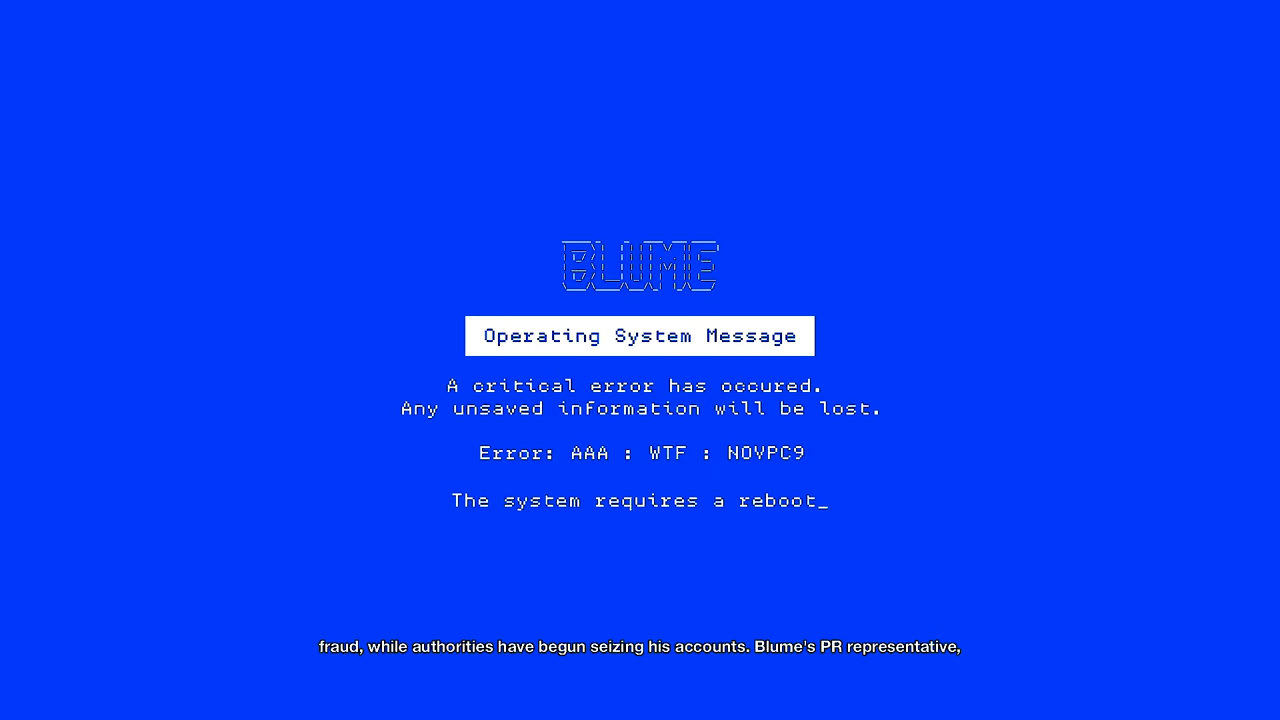 BLUME
Operating System Message
A critical error has occured.
Any unsaved information will be lost.
Error: AAA : WTF : NOVPC9
The system requires a reboot_
fraud, while authorities have begun seizing his accounts. Blume's PR representative,